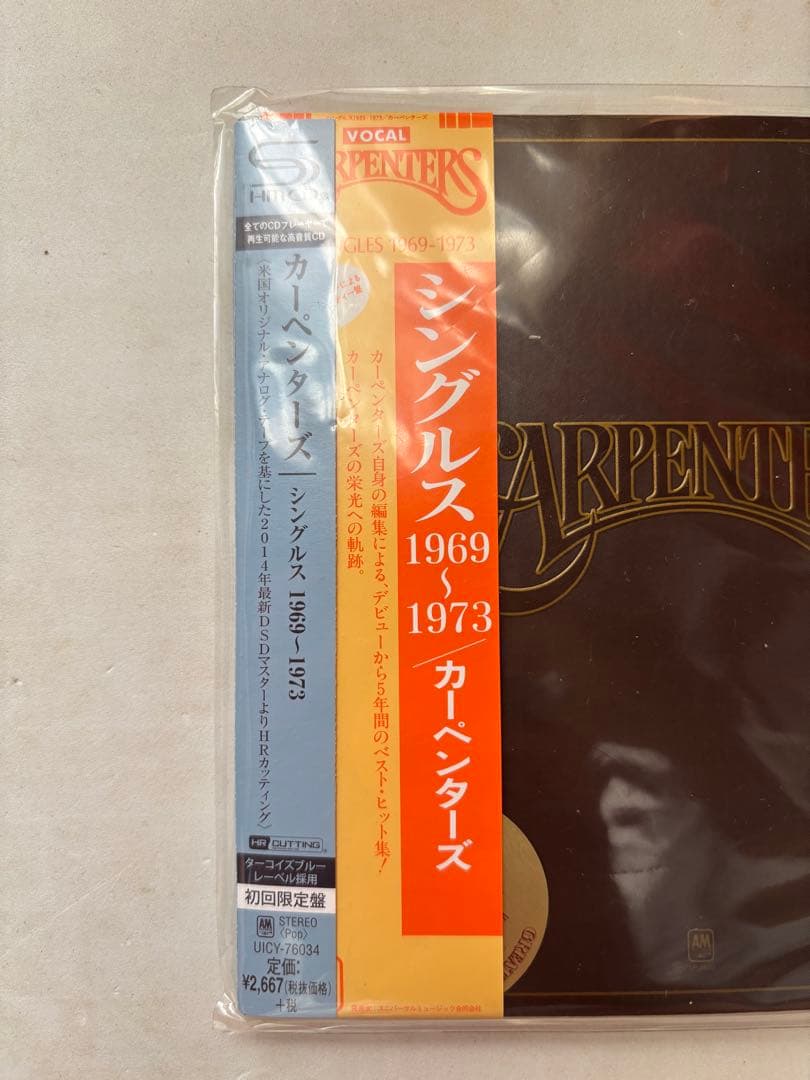 SHM-CD
全てのCDプレーヤーで
再生可能な高音質CD
カーペンターズ/シングルス 1969〜1973
〈米国オリジナル・アナログ・テープを基にした2014年最新DSDマスターよりHRカッティング〉
HR CUTTING
ターコイズブルー
レーベル採用
初回限定盤
AM STEREO
〈Pop〉
UICY-76034
定価:
¥2,667(税抜価格)
+税
VOCAL
RPENTERS
GLES 1969-1973
による
カーペンターズ自身の編集による、デビューから5年間のベスト・ヒット集!
カーペンターズの栄光への軌跡。
シングルス 1969〜1973/カーペンターズ
CARPENTE
AM